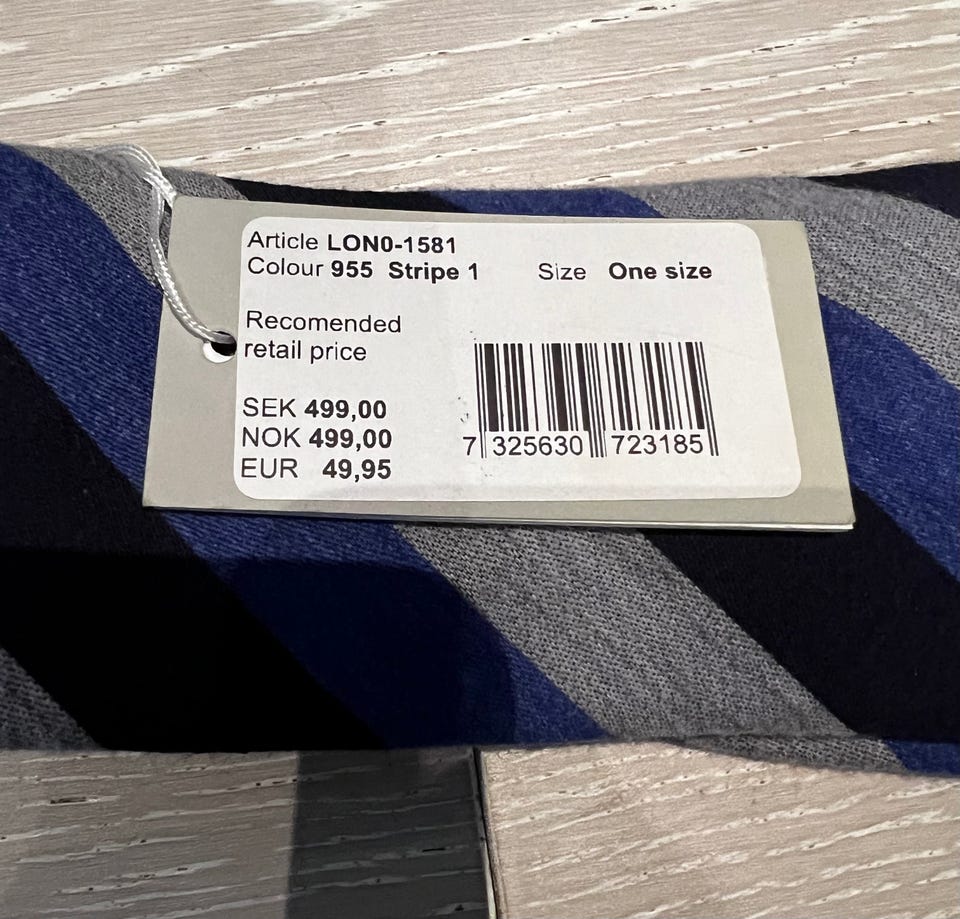 Article LON0-1581
Colour 955 Stripe 1 Size One size
Recomended
retail price
SEK 499,00
NOK 499,00
EUR 49,95
7 325630 723185